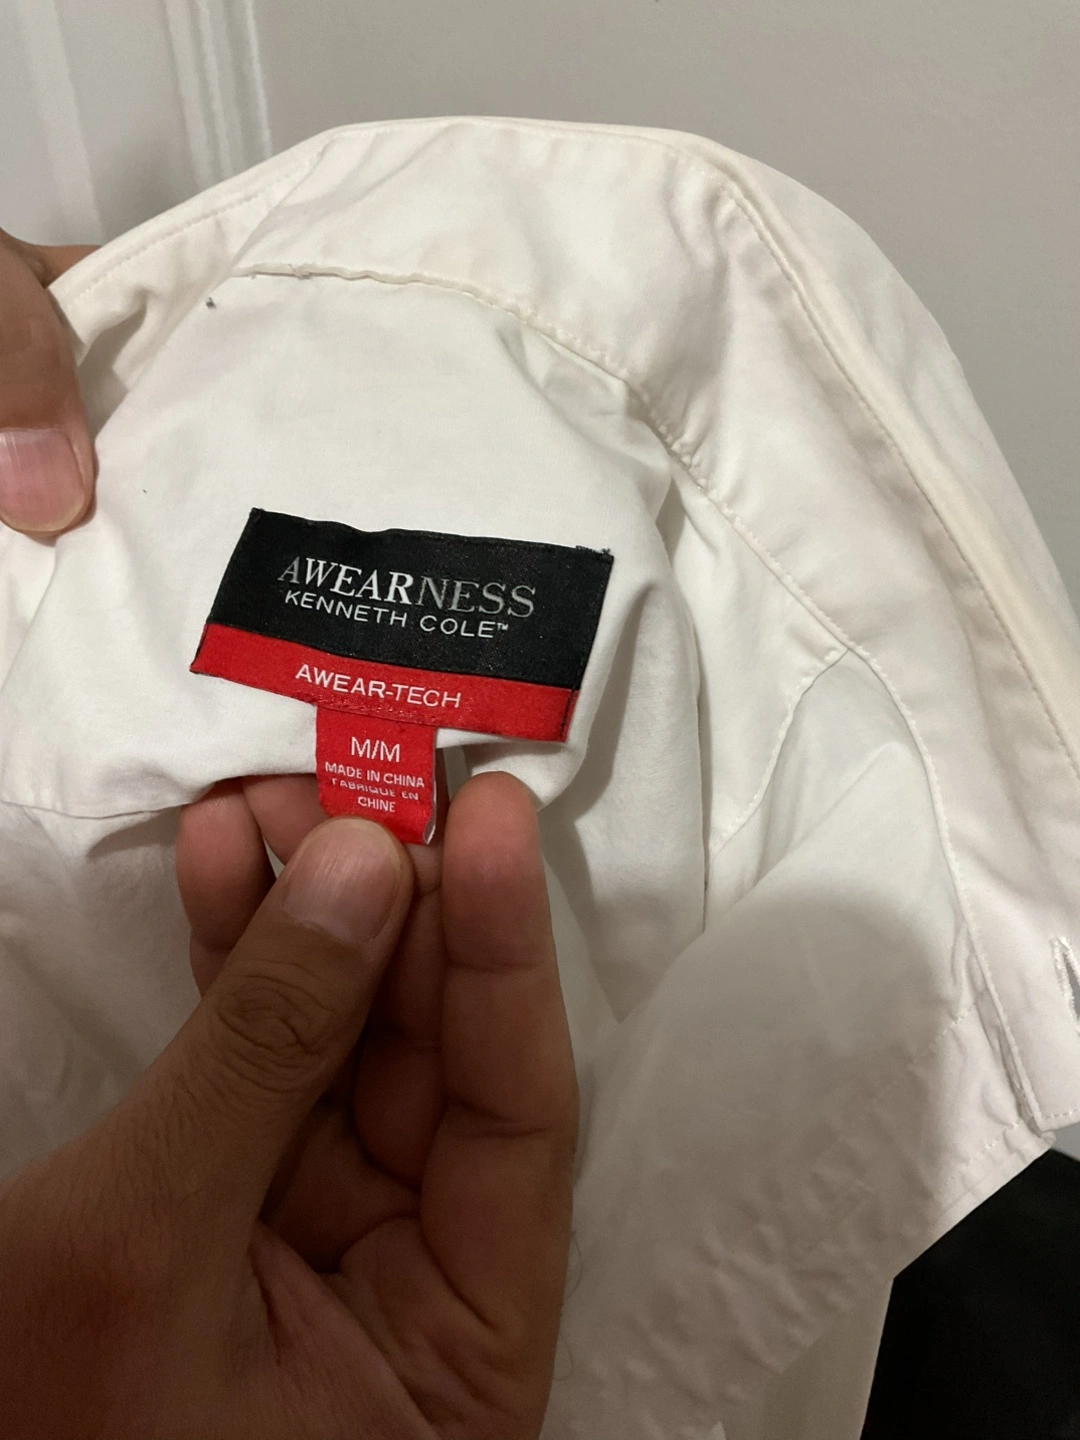 AWEARNESS
KENNETH COLE™
AWEAR-TECH
M/M
MADE IN CHINA
FABRIQUE EN
CHINE